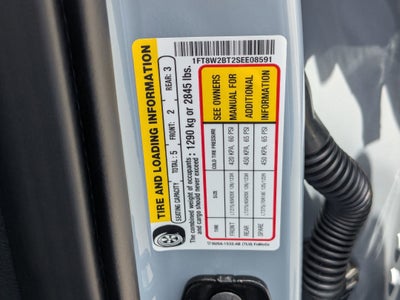 1FT8W2BT2SEE08591
TIRE AND LOADING INFORMATION
SEATING CAPACITY TOTAL: 5 FRONT: 2 REAR: 3
The combined weight of occupants
and cargo should never exceed : 1290 kg or 2845 lbs.
SIZE COLD TIRE PRESSURE
FRONT 420 KPA, 60 PSI
REAR 450 KPA, 65 PSI
SPARE 450 KPA, 65 PSI
SEE OWNERS
MANUAL FOR
ADDITIONAL
INFORMATION